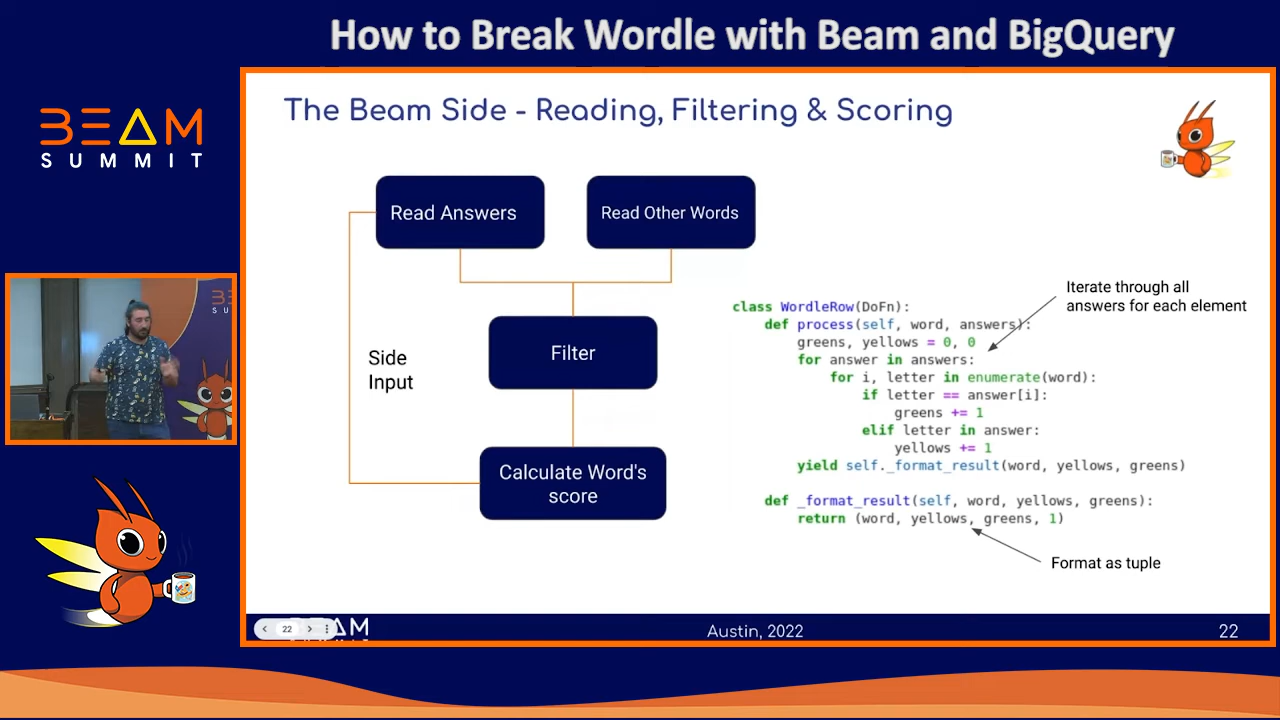 How to Break Wordle with Beam and BigQuery
BEAM
SUMMIT
The Beam Side - Reading, Filtering & Scoring
Read Answers
Read Other Words
Filter
Side
Input
Calculate Word's
score
Iterate through all
answers for each element
class WordleRow(DoFn):
    def process(self, word, answers):
        greens, yellows = 0, 0
        for answer in answers:
            for i, letter in enumerate(word):
                if letter == answer[i]:
                    greens += 1
                elif letter in answer:
                    yellows += 1
        yield self._format_result(word, yellows, greens)
    def _format_result(self, word, yellows, greens):
        return (word, yellows, greens, 1)
Format as tuple
22
Austin, 2022
22